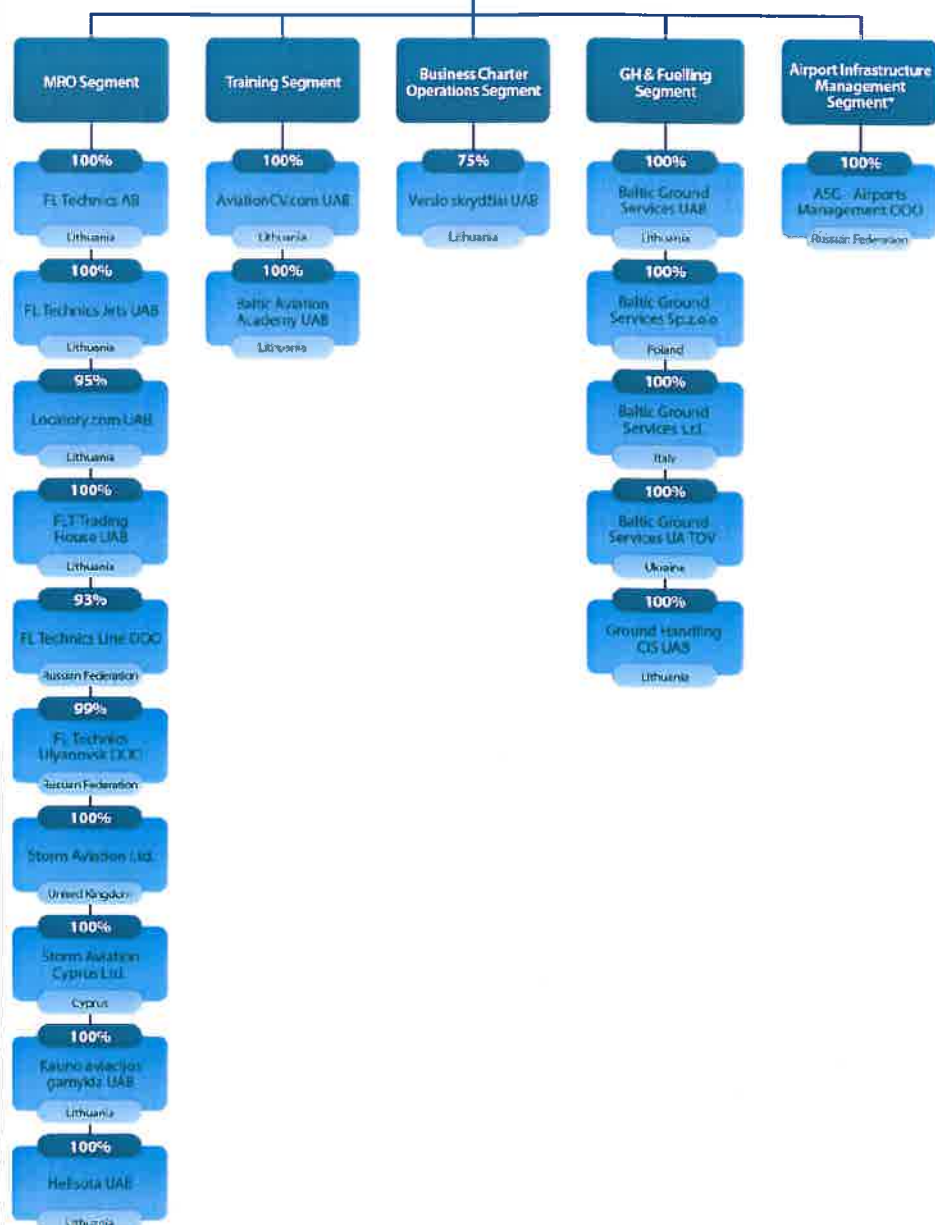 MRO Segment
100%
FL Technics AB
Lithuania
100%
FL Technics Jets UAB
Lithuania
95%
Locatory.com UAB
Lithuania
100%
FLT Trading
House UAB
Lithuania
93%
FL Technics Line OOO
Russian Federation
99%
FL Technics
Ulyanovsk OOO
Russian Federation
100%
Storm Aviation Ltd.
United Kingdom
100%
Storm Aviation
Cyprus Ltd.
Cyprus
100%
Kauno aviacijos
gamykla UAB
Lithuania
100%
Helisota UAB
Lithuania
Training Segment
100%
AviationCV.com UAB
Lithuania
100%
Baltic Aviation
Academy UAB
Lithuania
Business Charter
Operations Segment
75%
Verslo skrydžiai UAB
Lithuania
GH & Fuelling
Segment
100%
Baltic Ground
Services UAB
Lithuania
100%
Baltic Ground
Services Sp.z.o.o
Poland
100%
Baltic Ground
Services s.r.l.
Italy
100%
Baltic Ground
Services UA TOV
Ukraine
100%
Ground Handling
CIS UAB
Lithuania
Airport Infrastructure
Management
Segment*
100%
ASG - Airports
Management OOO
Russian Federation